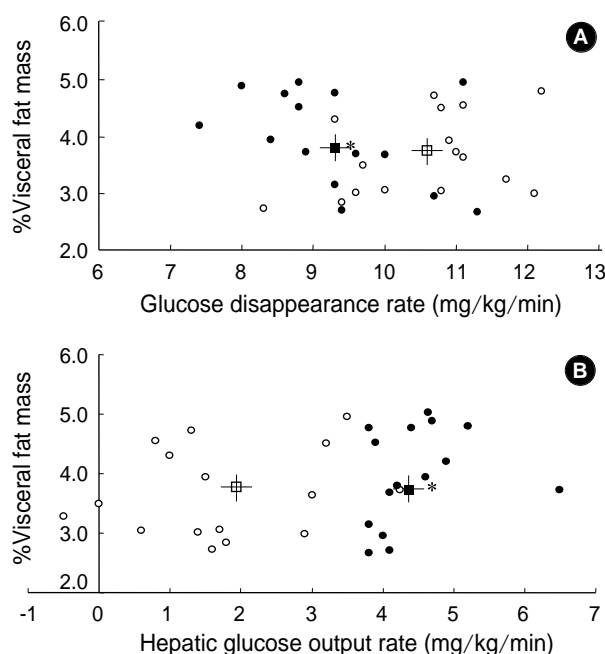 A
6.0
5.0
4.0
3.0
2.0
%Visceral fat mass
*
6 7 8 9 10 11 12 13
Glucose disappearance rate (mg/kg/min)
B
6.0
5.0
4.0
3.0
2.0
%Visceral fat mass
*
-1 0 1 2 3 4 5 6 7
Hepatic glucose output rate (mg/kg/min)